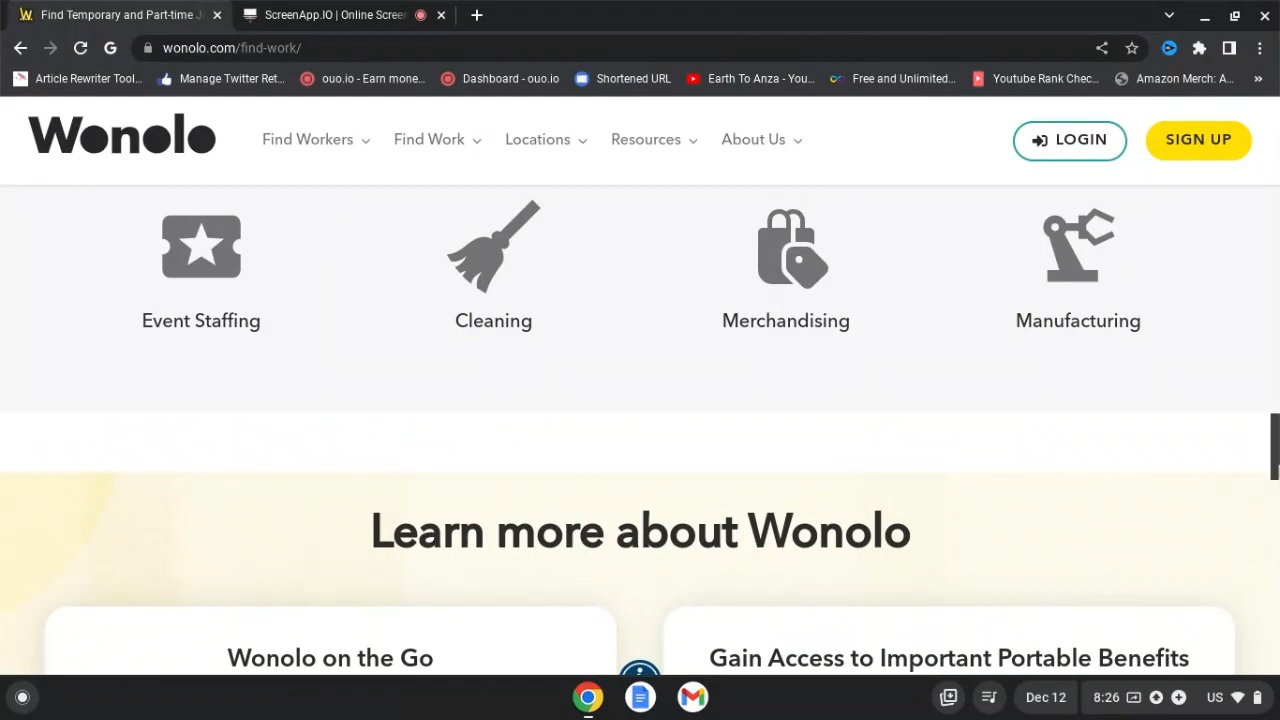 Find Temporary and Part-time J
ScreenApp.IO | Online Screen
wonolo.com/find-work/
Article Rewriter Tool...
Manage Twitter Ret...
ouo.io - Earn mone...
Dashboard - ouo.io
Shortened URL
Earth To Anza - You...
Free and Unlimited...
Youtube Rank Chec...
Amazon Merch: A...
»
Wonolo
Find Workers
Find Work
Locations
Resources
About Us
LOGIN
SIGN UP
Event Staffing
Cleaning
Merchandising
Manufacturing
Learn more about Wonolo
Wonolo on the Go
Gain Access to Important Portable Benefits
Dec 12
8:26
US